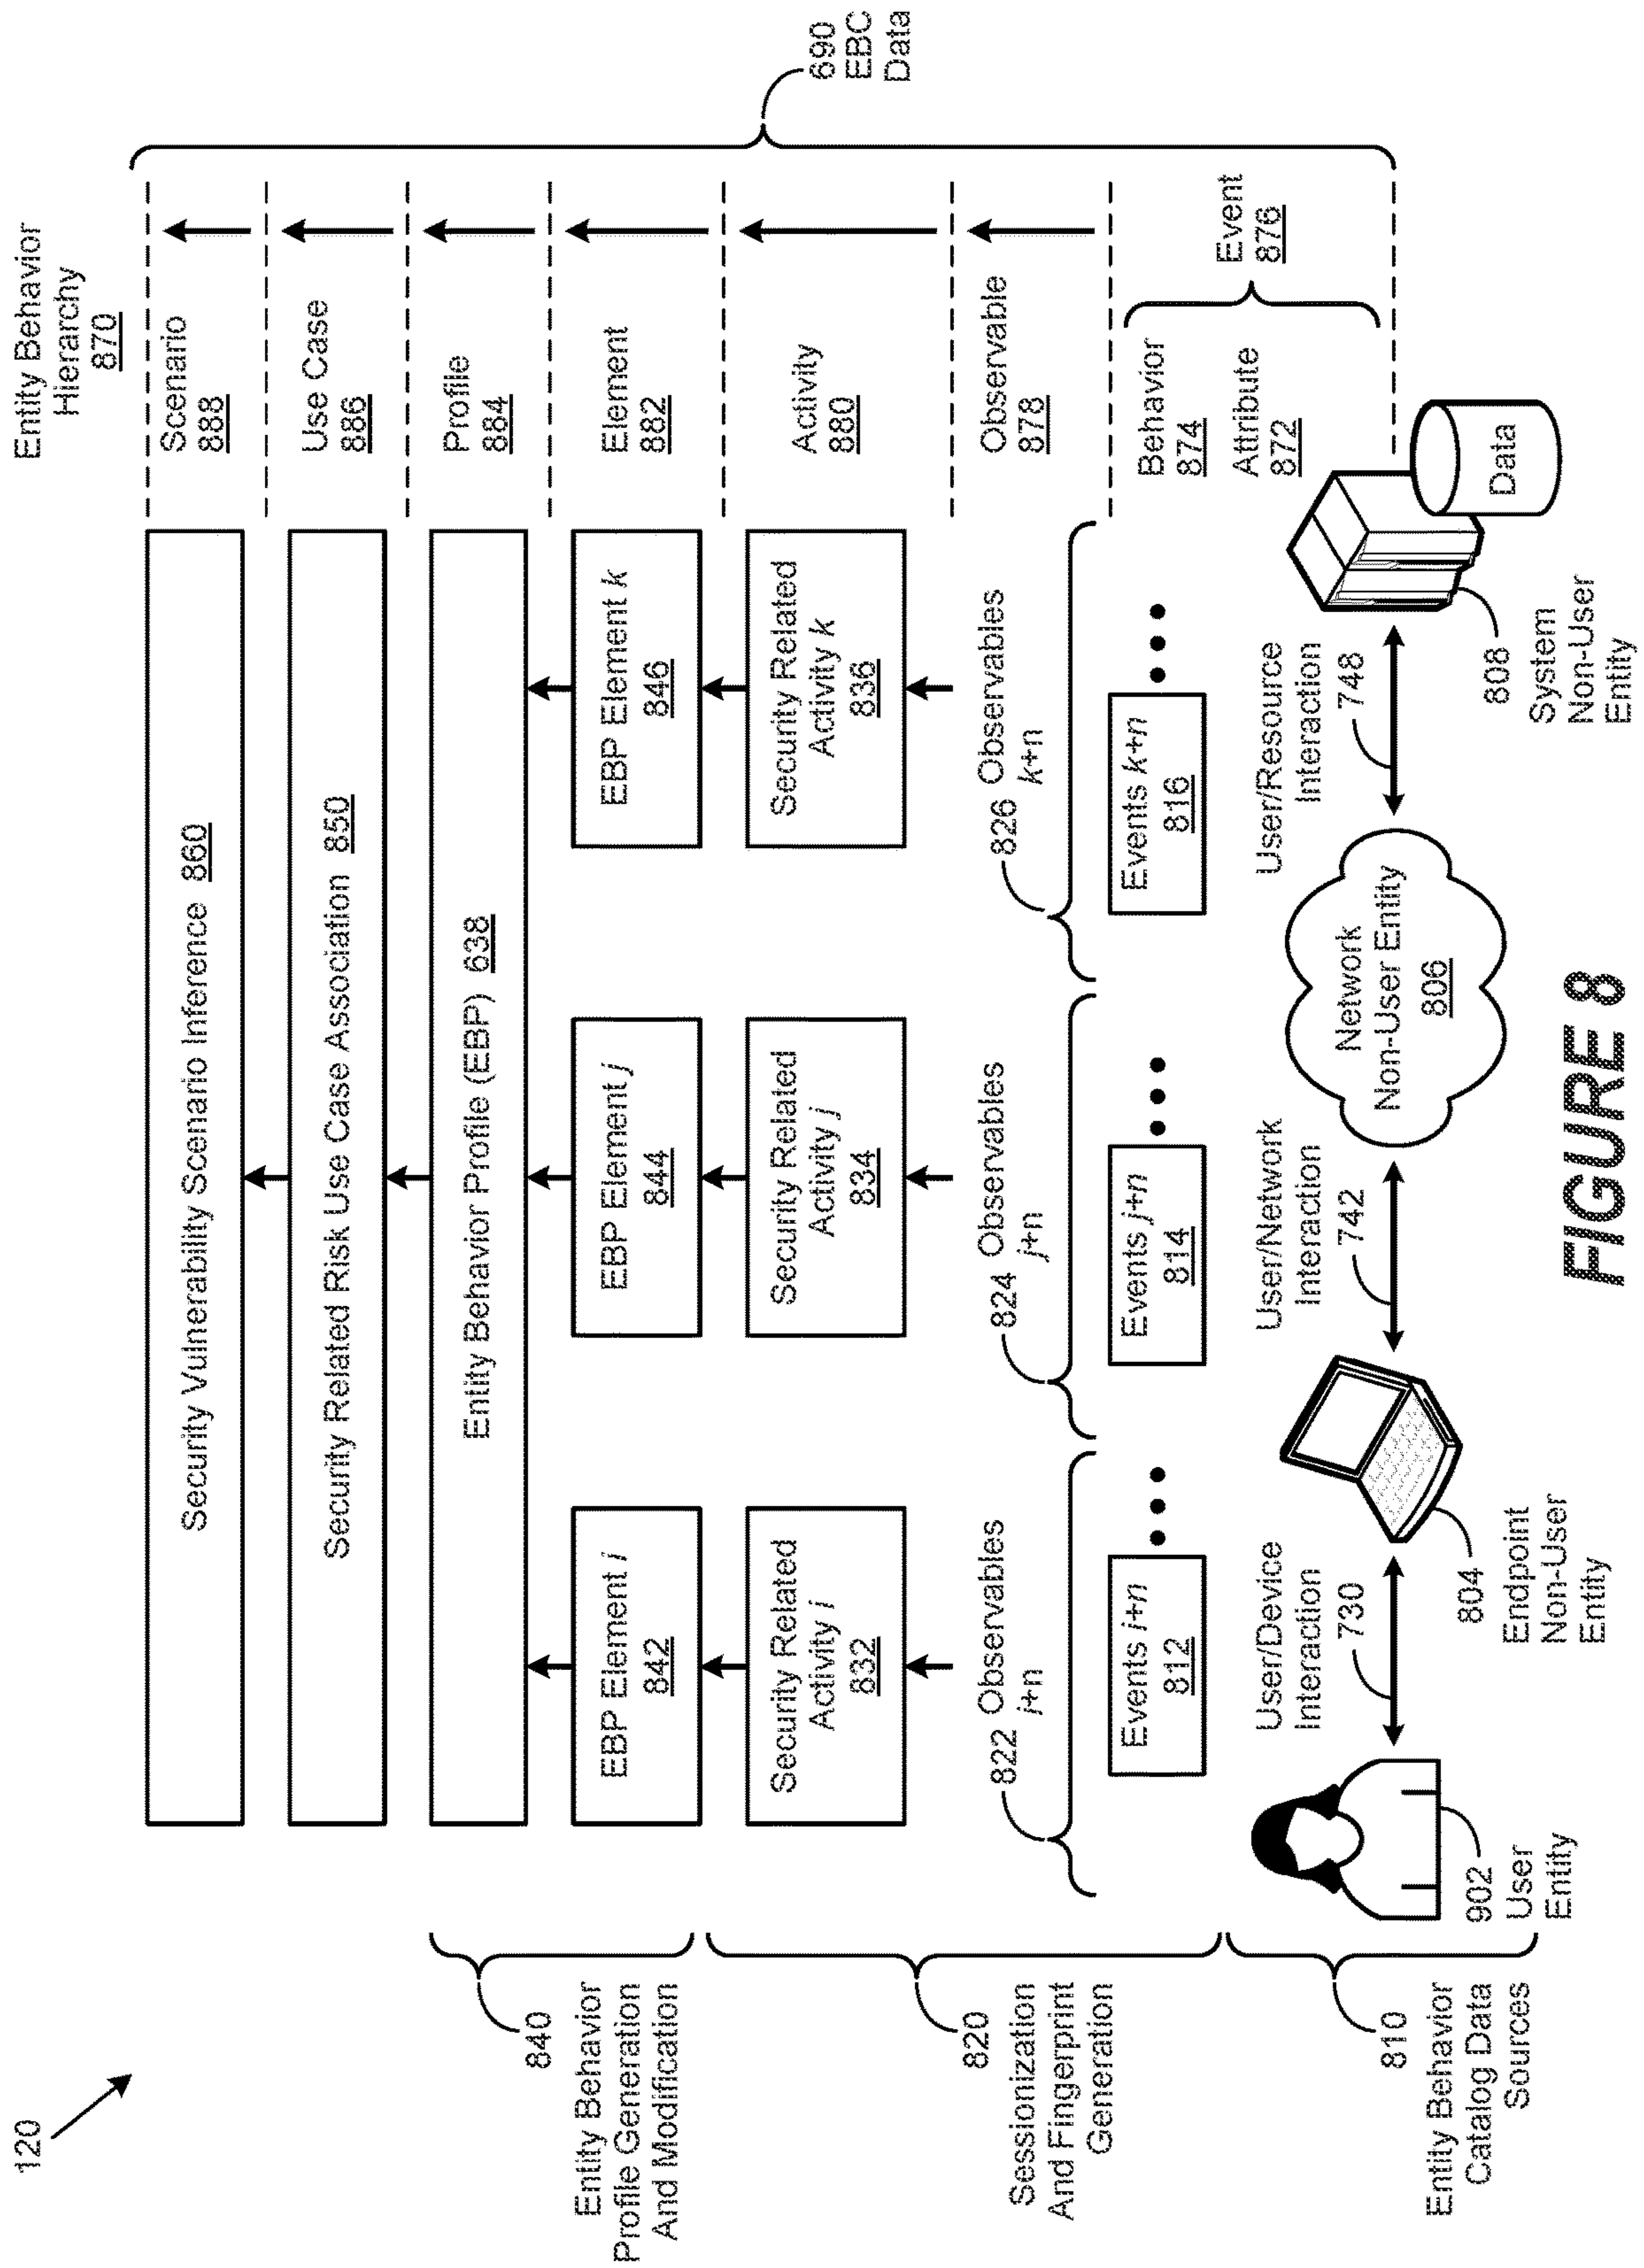 120
Entity Behavior
Hierarchy
870
Security Vulnerability Scenario Inference 860
Scenario
888
Security Related Risk Use Case Association 850
Use Case
886
Entity Behavior Profile (EBP) 638
Profile
884
840
Entity Behavior
Profile Generation
And Modification
EBP Element i
842
EBP Element j
844
EBP Element k
846
Element
882
Security Related
Activity i
832
Security Related
Activity j
834
Security Related
Activity k
836
Activity
880
690
EBC
Data
820
Sessionization
And Fingerprint
Generation
822
Observables
i+n
824
Observables
j+n
826
Observables
k+n
Observable
878
Events i+n
812
Events j+n
814
Events k+n
816
Behavior
874
Attribute
872
Event
876
810
Entity Behavior
Catalog Data
Sources
User/Device
Interaction
730
User/Network
Interaction
742
Network
Non-User Entity
806
User/Resource
Interaction
748
Data
902
User
Entity
804
Endpoint
Non-User
Entity
808
System
Non-User
Entity
FIGURE 8